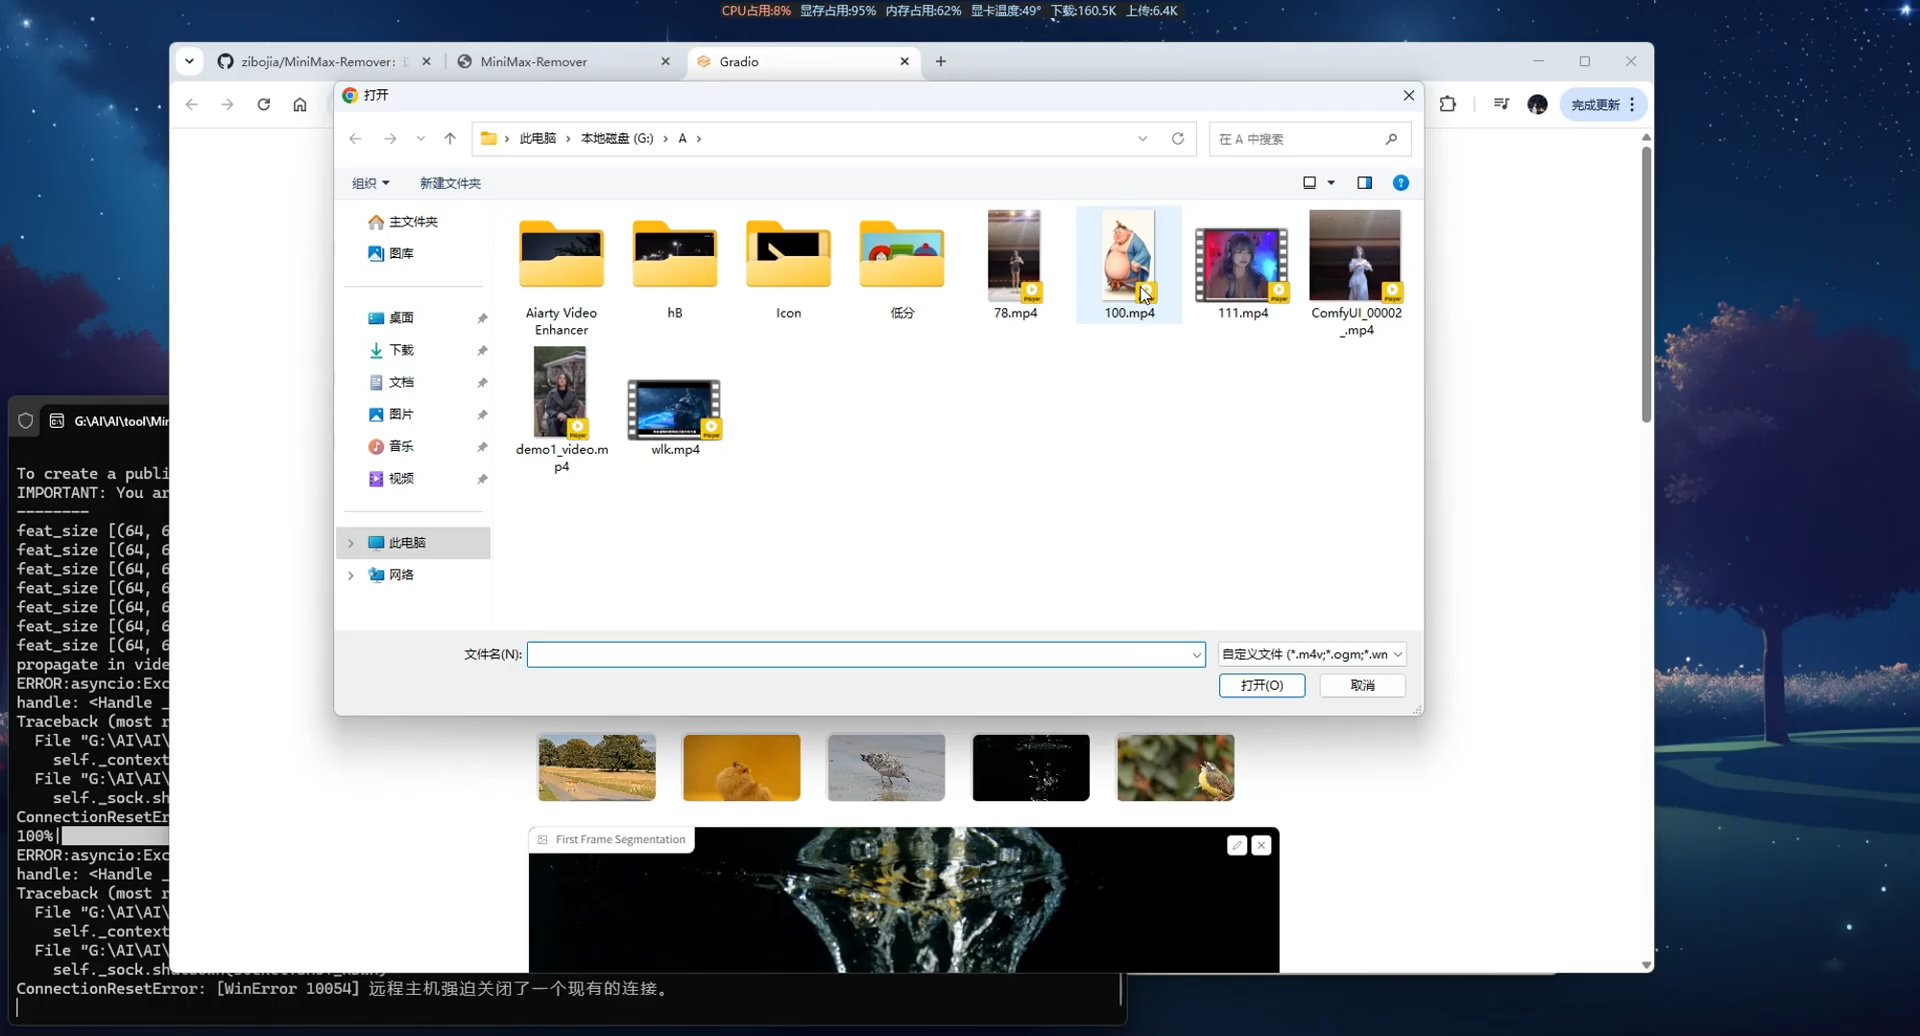 CPU占用:8% 显存占用:95% 内存占用:62% 显卡温度:49° 下载:160.5K 上传:6.4K
zibojia/MiniMax-Remover:
MiniMax-Remover
Gradio
完成更新
打开
此电脑 本地磁盘 (G:) A
在 A 中搜索
组织
新建文件夹
主文件夹
图库
桌面
下载
文档
图片
音乐
视频
此电脑
网络
Aiarty Video
Enhancer
hB
Icon
低分
78.mp4
100.mp4
111.mp4
ComfyUI_00002
_.mp4
demo1_video.m
p4
wlk.mp4
文件名(N):
自定义文件 (*.m4v;*.ogm;*.wn
打开(O)
取消
First Frame Segmentation
G:\AI\AI\tool\Min
To create a publi
IMPORTANT: You ar
--------
feat_size [(64, 6
feat_size [(64, 6
feat_size [(64, 6
feat_size [(64, 6
feat_size [(64, 6
feat_size [(64, 6
feat_size [(64, 6
propagate in vide
ERROR:asyncio:Exc
handle: <Handle _
Traceback (most r
File "G:\AI\AI\
self._context
File "G:\AI\AI\
self._sock.sh
ConnectionResetEr
100%|
ERROR:asyncio:Exc
handle: <Handle _
Traceback (most r
File "G:\AI\AI\
self._context
File "G:\AI\AI\
ConnectionResetError: [WinError 10054] 远程主机强迫关闭了一个现有的连接。